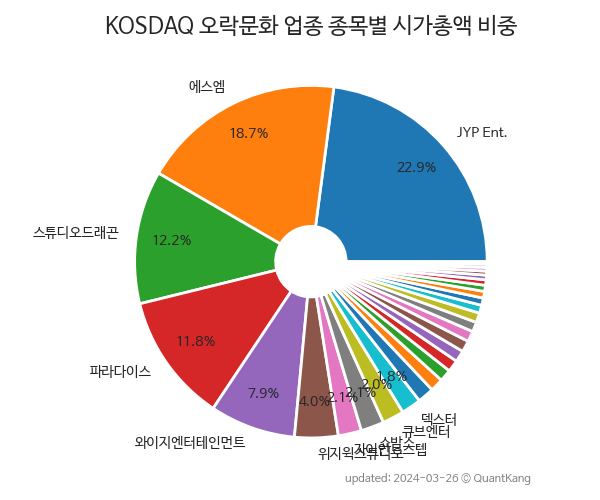 KOSDAQ 오락문화 업종 종목별 시가총액 비중
JYP Ent.
22.9%
에스엠
18.7%
스튜디오드래곤
12.2%
파라다이스
11.8%
와이지엔터테인먼트
7.9%
위지윅스튜디오
4.0%
2.1%
2.1%
2.0%
큐브엔터
1.8%
덱스터
updated: 2024-03-26 © QuantKang